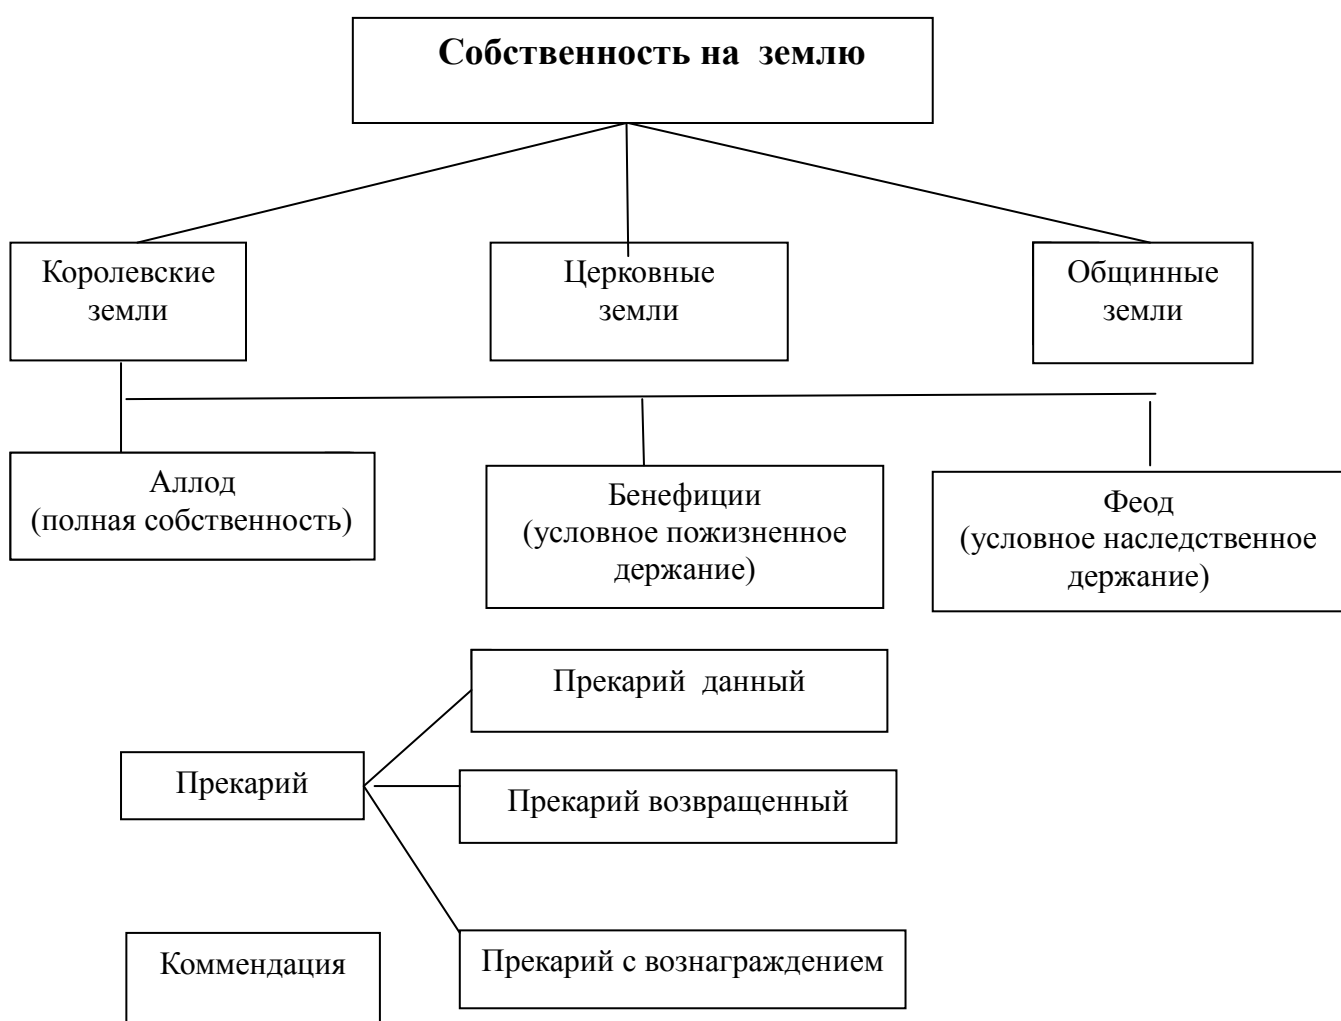 Собственность на землю
Королевские
земли
Церковные
земли
Общинные
земли
Аллод
(полная собственность)
Бенефиции
(условное пожизненное
держание)
Феод
(условное наследственное
держание)
Прекарий данный
Прекарий
Прекарий возвращенный
Коммендация
Прекарий с вознаграждением